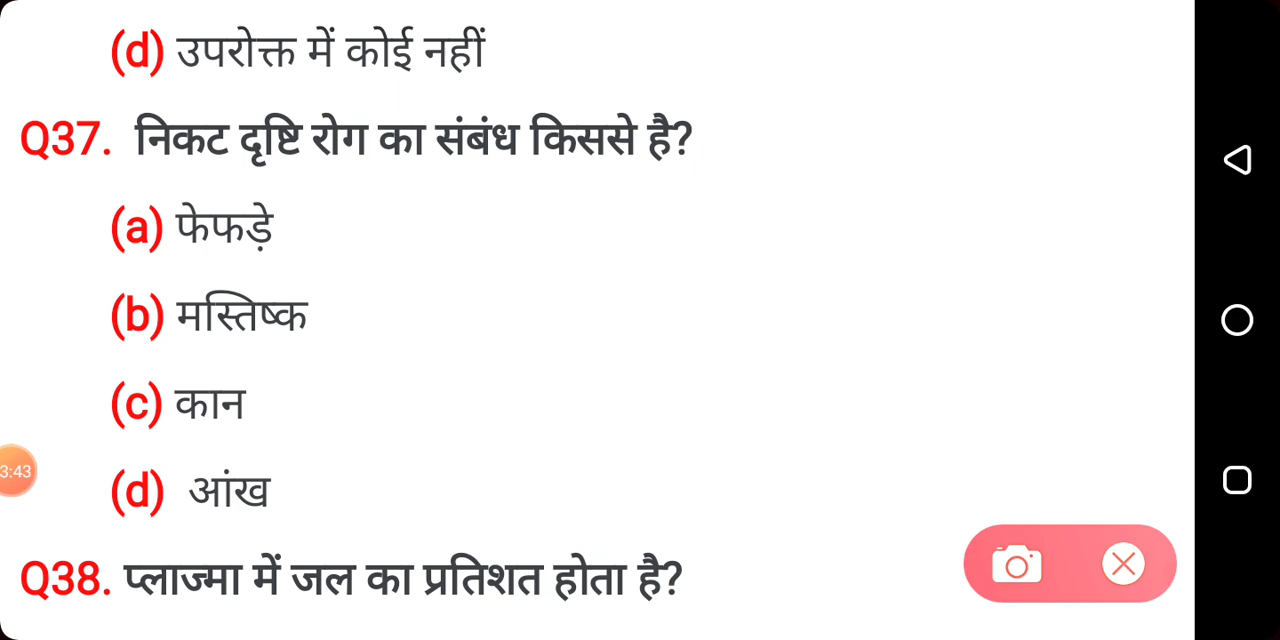 (d) उपरोक्त में कोई नहीं
Q37. निकट दृष्टि रोग का संबंध किससे है?
(a) फेफड़े
(b) मस्तिष्क
(c) कान
3:43
(d) आंख
Q38. प्लाज्मा में जल का प्रतिशत होता है?